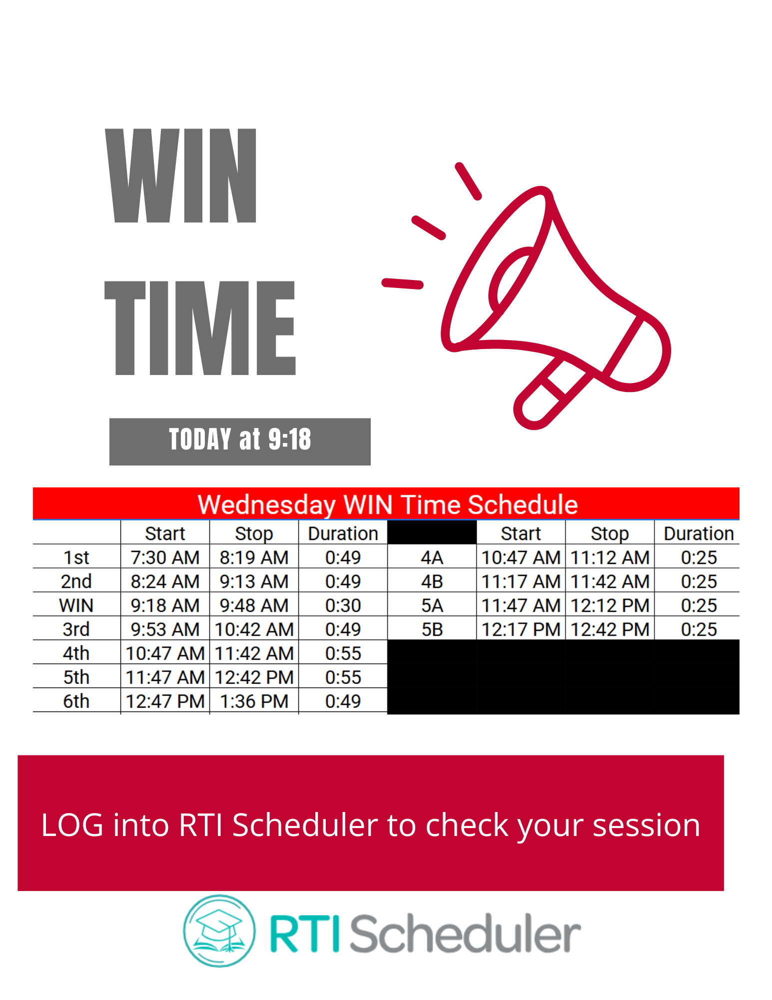 WIN
TIME
TODAY at 9:18
Wednesday WIN Time Schedule
Start Stop Duration Start Stop Duration
1st 7:30 AM 8:19 AM 0:49 4A 10:47 AM 11:12 AM 0:25
2nd 8:24 AM 9:13 AM 0:49 4B 11:17 AM 11:42 AM 0:25
WIN 9:18 AM 9:48 AM 0:30 5A 11:47 AM 12:12 PM 0:25
3rd 9:53 AM 10:42 AM 0:49 5B 12:17 PM 12:42 PM 0:25
4th 10:47 AM 11:42 AM 0:55
5th 11:47 AM 12:42 PM 0:55
6th 12:47 PM 1:36 PM 0:49
LOG into RTI Scheduler to check your session
RTI Scheduler